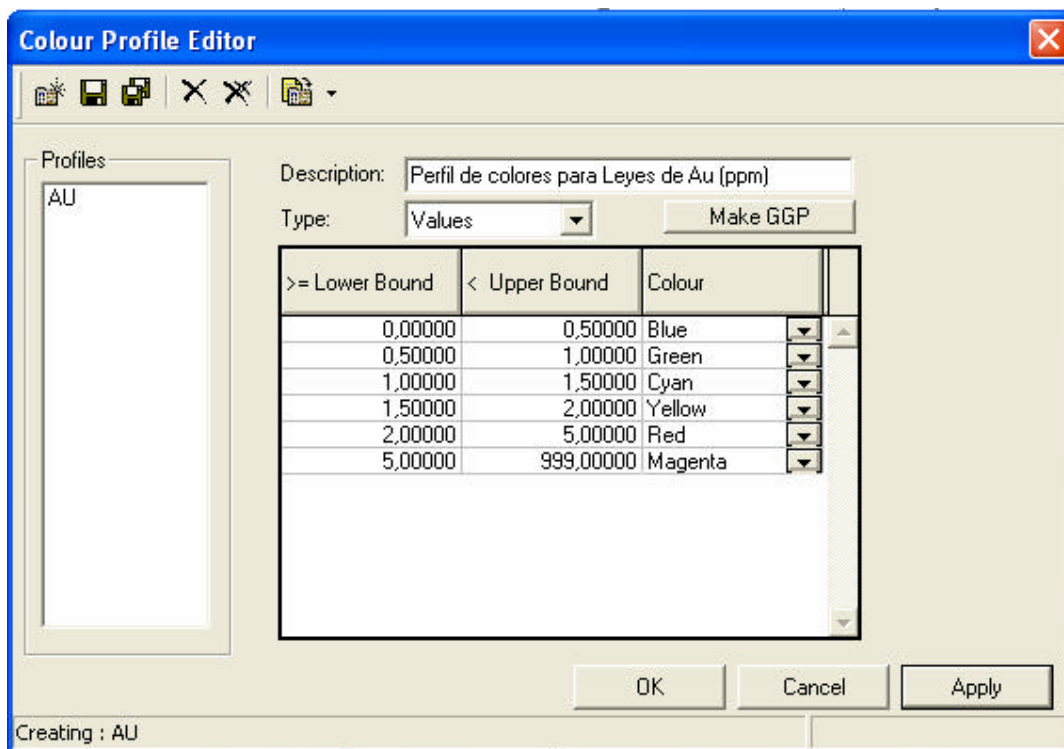 Colour Profile Editor
Profiles
AU
Description: Perfil de colores para Leyes de Au (ppm)
Type: Values Make GGP
>= Lower Bound < Upper Bound Colour
0,00000 0,50000 Blue
0,50000 1,00000 Green
1,00000 1,50000 Cyan
1,50000 2,00000 Yellow
2,00000 5,00000 Red
5,00000 999,00000 Magenta
OK Cancel Apply
Creating : AU